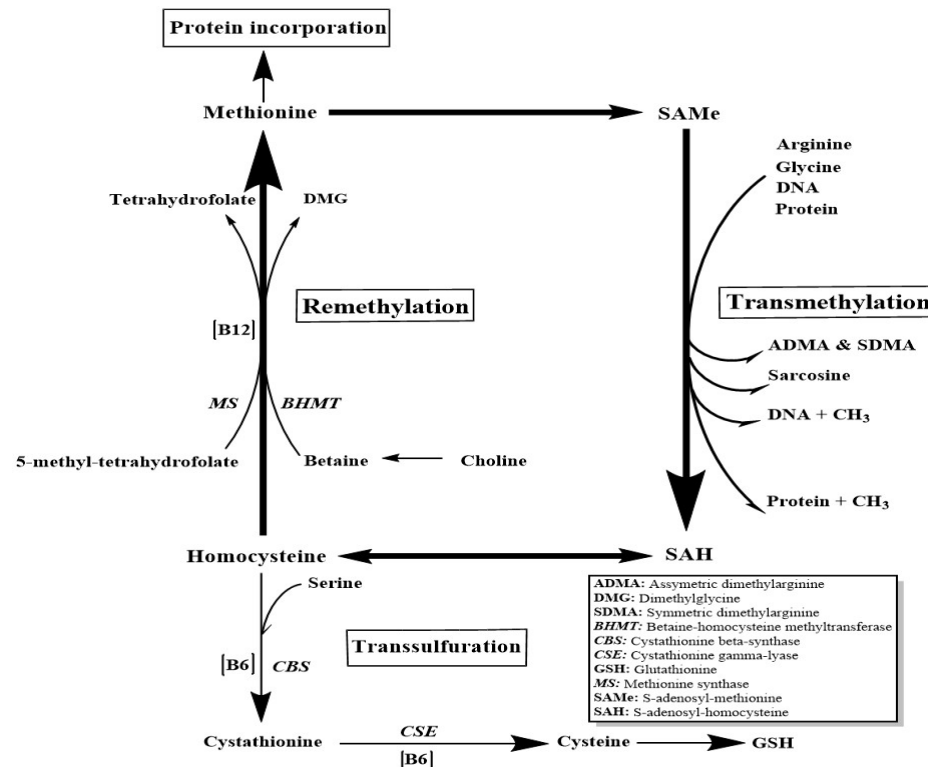 Protein incorporation
Methionine
SAMe
Arginine
Glycine
DNA
Protein
Tetrahydrofolate
DMG
Remethylation
Transmethylation
[B12]
ADMA & SDMA
Sarcosine
DNA + CH₃
MS
BHMT
5-methyl-tetrahydrofolate
Betaine
Choline
Protein + CH₃
Homocysteine
SAH
Serine
Transsulfuration
[B6]
CBS
ADMA: Assymetric dimethylarginine
DMG: Dimethylglycine
SDMA: Symmetric dimethylarginine
BHMT: Betaine-homocysteine methyltransferase
CBS: Cystathionine beta-synthase
CSE: Cystathionine gamma-lyase
GSH: Glutathionine
MS: Methionine synthase
SAMe: S-adenosyl-methionine
SAH: S-adenosyl-homocysteine
Cystathionine
CSE
[B6]
Cysteine
GSH